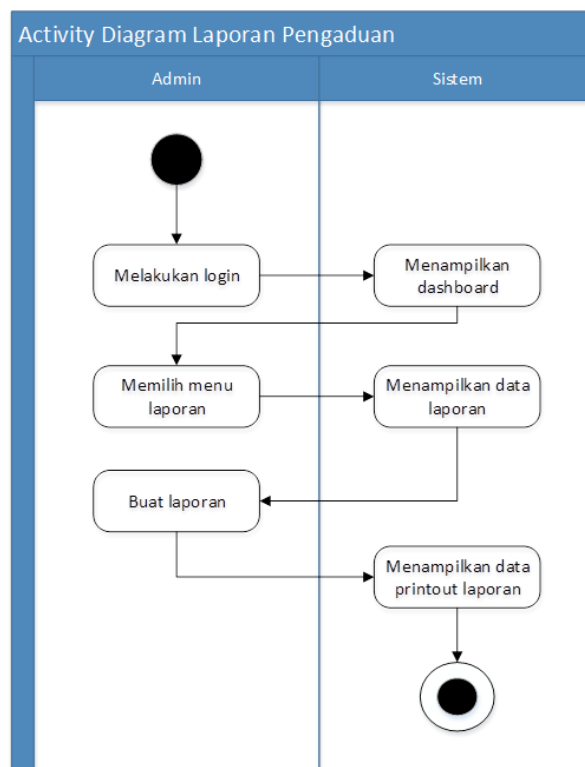 Activity Diagram Laporan Pengaduan
Admin
Sistem
Melakukan login
Menampilkan
dashboard
Memilih menu
laporan
Menampilkan data
laporan
Buat laporan
Menampilkan data
printout laporan